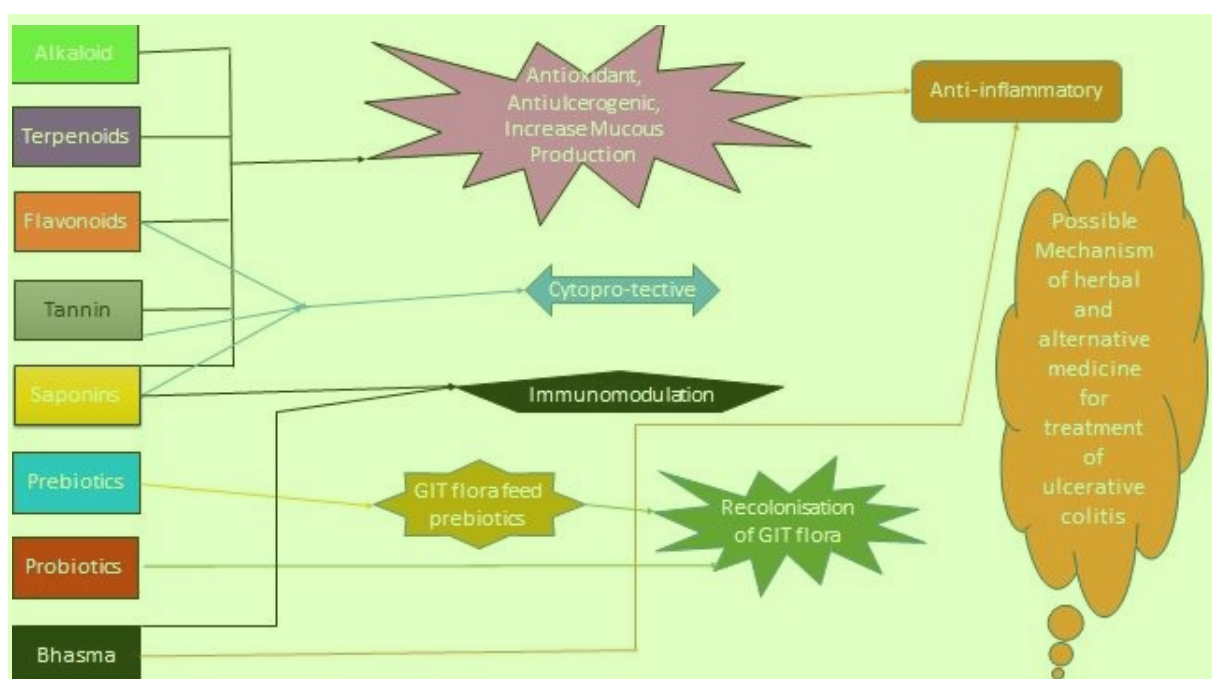 Alkaloid
Terpenoids
Flavonoids
Tannin
Saponins
Prebiotics
Probiotics
Bhasma
Antioxidant,
Antiulcerogenic,
Increase Mucous
Production
Cytopro-tective
Immunomodulation
GIT flora feed
prebiotics
Recolonisation
of GIT flora
Anti-inflammatory
Possible
Mechanism
of herbal
and
alternative
medicine
for
treatment
of
ulcerative
colitis